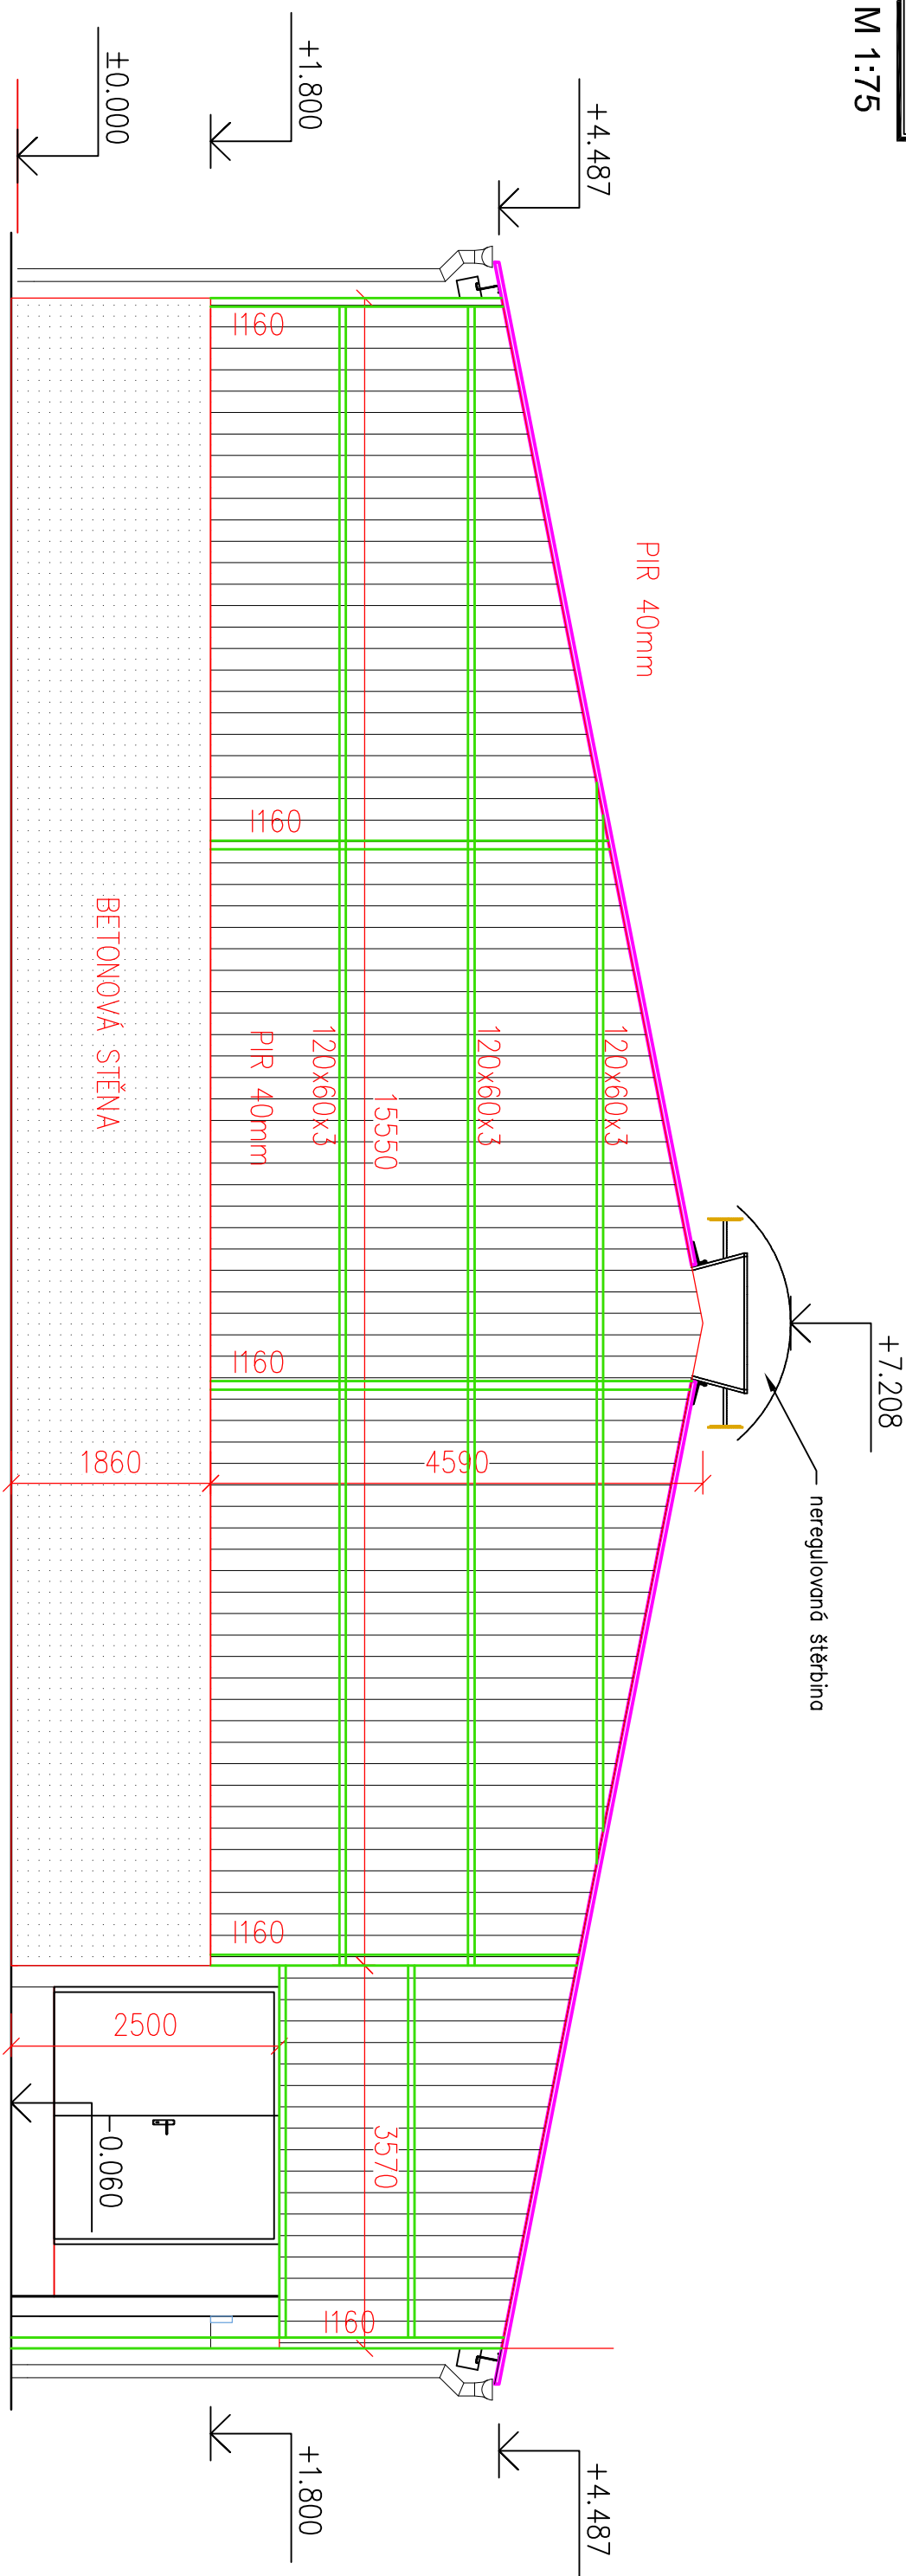 M 1:75
+7.208
neregulovaná štěrbina
PIR 40mm
+4.487
+4.487
120x60x3
120x60x3
120x60x3
15550
3570
4590
I160
I160
I160
I160
I160
PIR 40mm
+1.800
+1.800
BETONOVÁ STĚNA
1860
2500
±0.000
-0.060